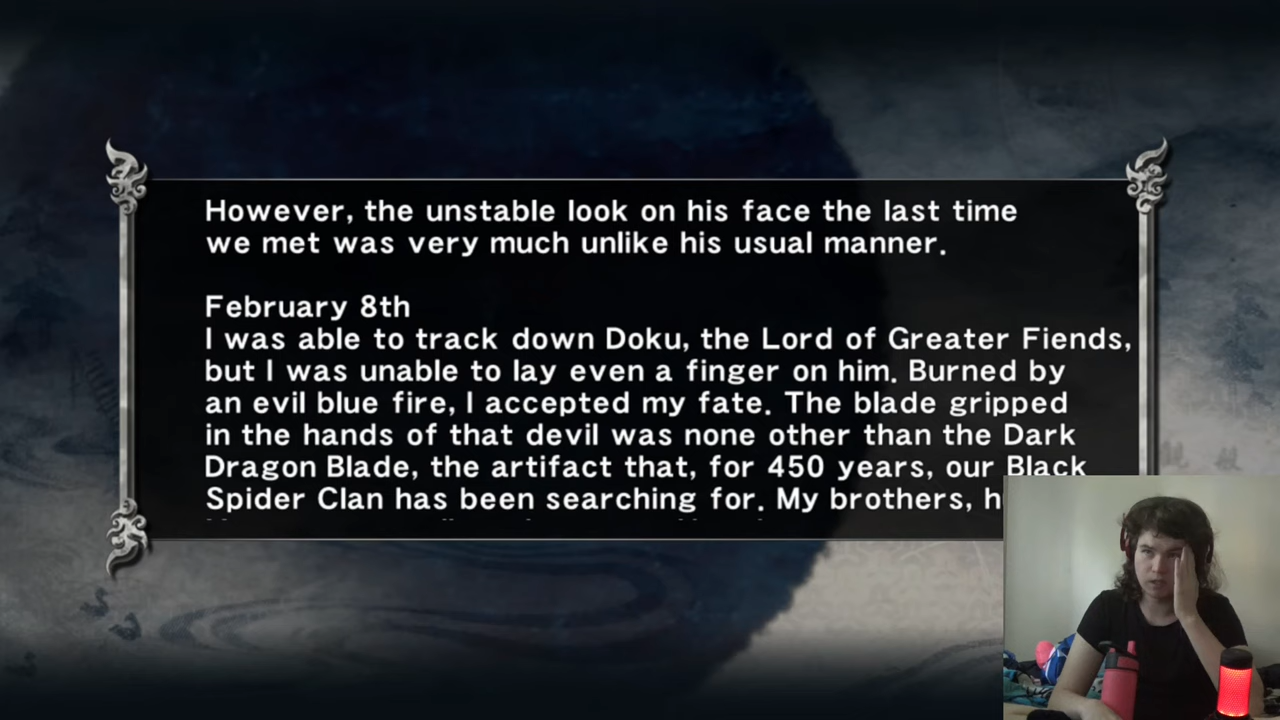 However, the unstable look on his face the last time
we met was very much unlike his usual manner.
February 8th
I was able to track down Doku, the Lord of Greater Fiends,
but I was unable to lay even a finger on him. Burned by
an evil blue fire, I accepted my fate. The blade gripped
in the hands of that devil was none other than the Dark
Dragon Blade, the artifact that, for 450 years, our Black
Spider Clan has been searching for. My brothers,